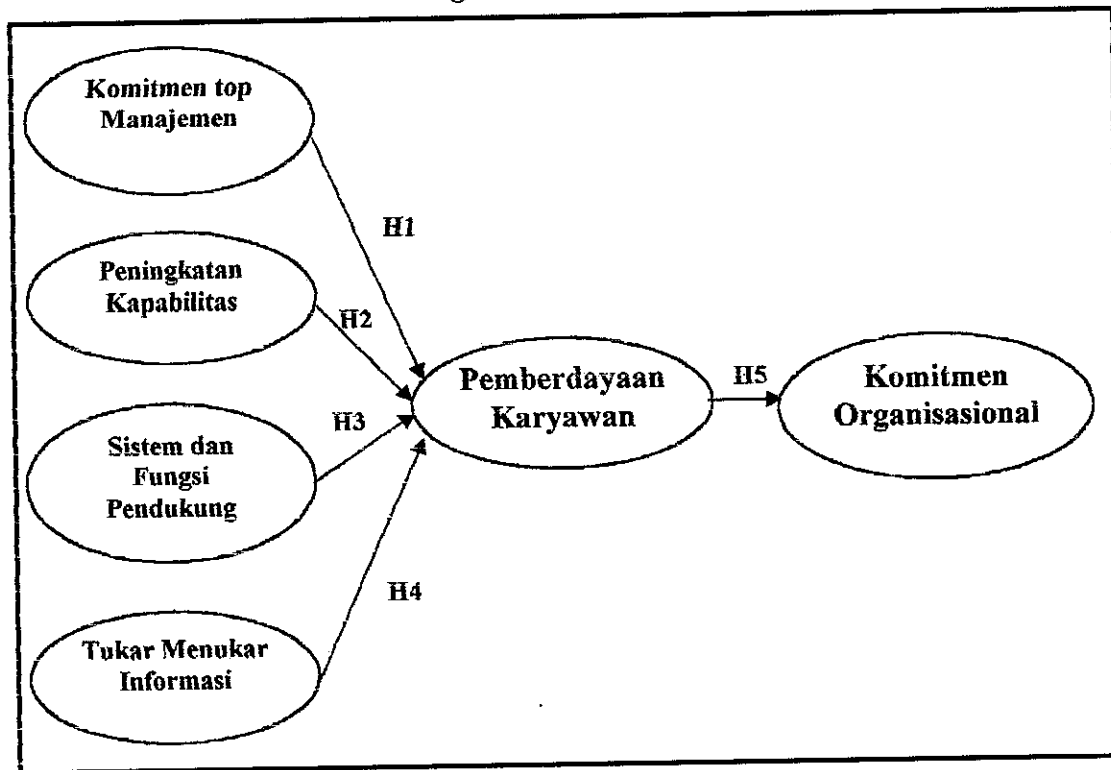 Komitmen top
Manajemen
H1
Peningkatan
Kapabilitas
H2
Pemberdayaan
Karyawan
H5
Komitmen
Organisasional
H3
Sistem dan
Fungsi
Pendukung
H4
Tukar Menukar
Informasi